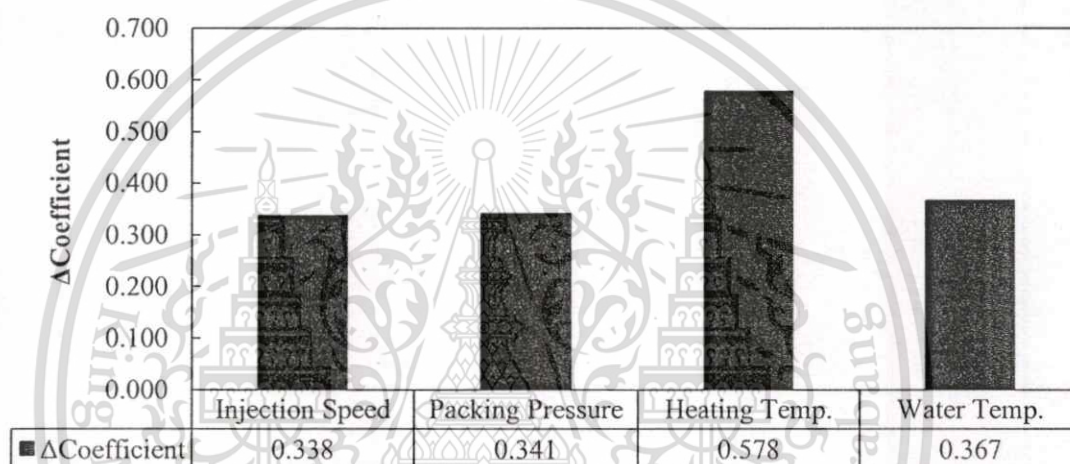 0.700
0.600
0.500
0.400
0.300
0.200
0.100
0.000
ΔCoefficient
Injection Speed Packing Pressure Heating Temp. Water Temp.
ΔCoefficient 0.338 0.341 0.578 0.367